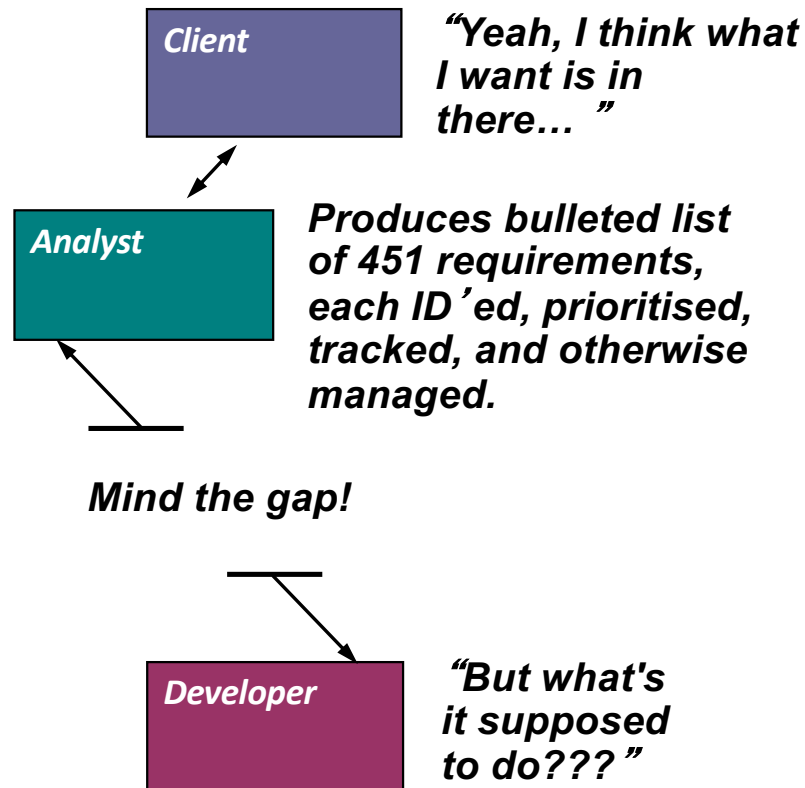 Client
“Yeah, I think what
I want is in
there… ”
Analyst
Produces bulleted list
of 451 requirements,
each ID’ed, prioritised,
tracked, and otherwise
managed.
Mind the gap!
Developer
“But what's
it supposed
to do??? ”